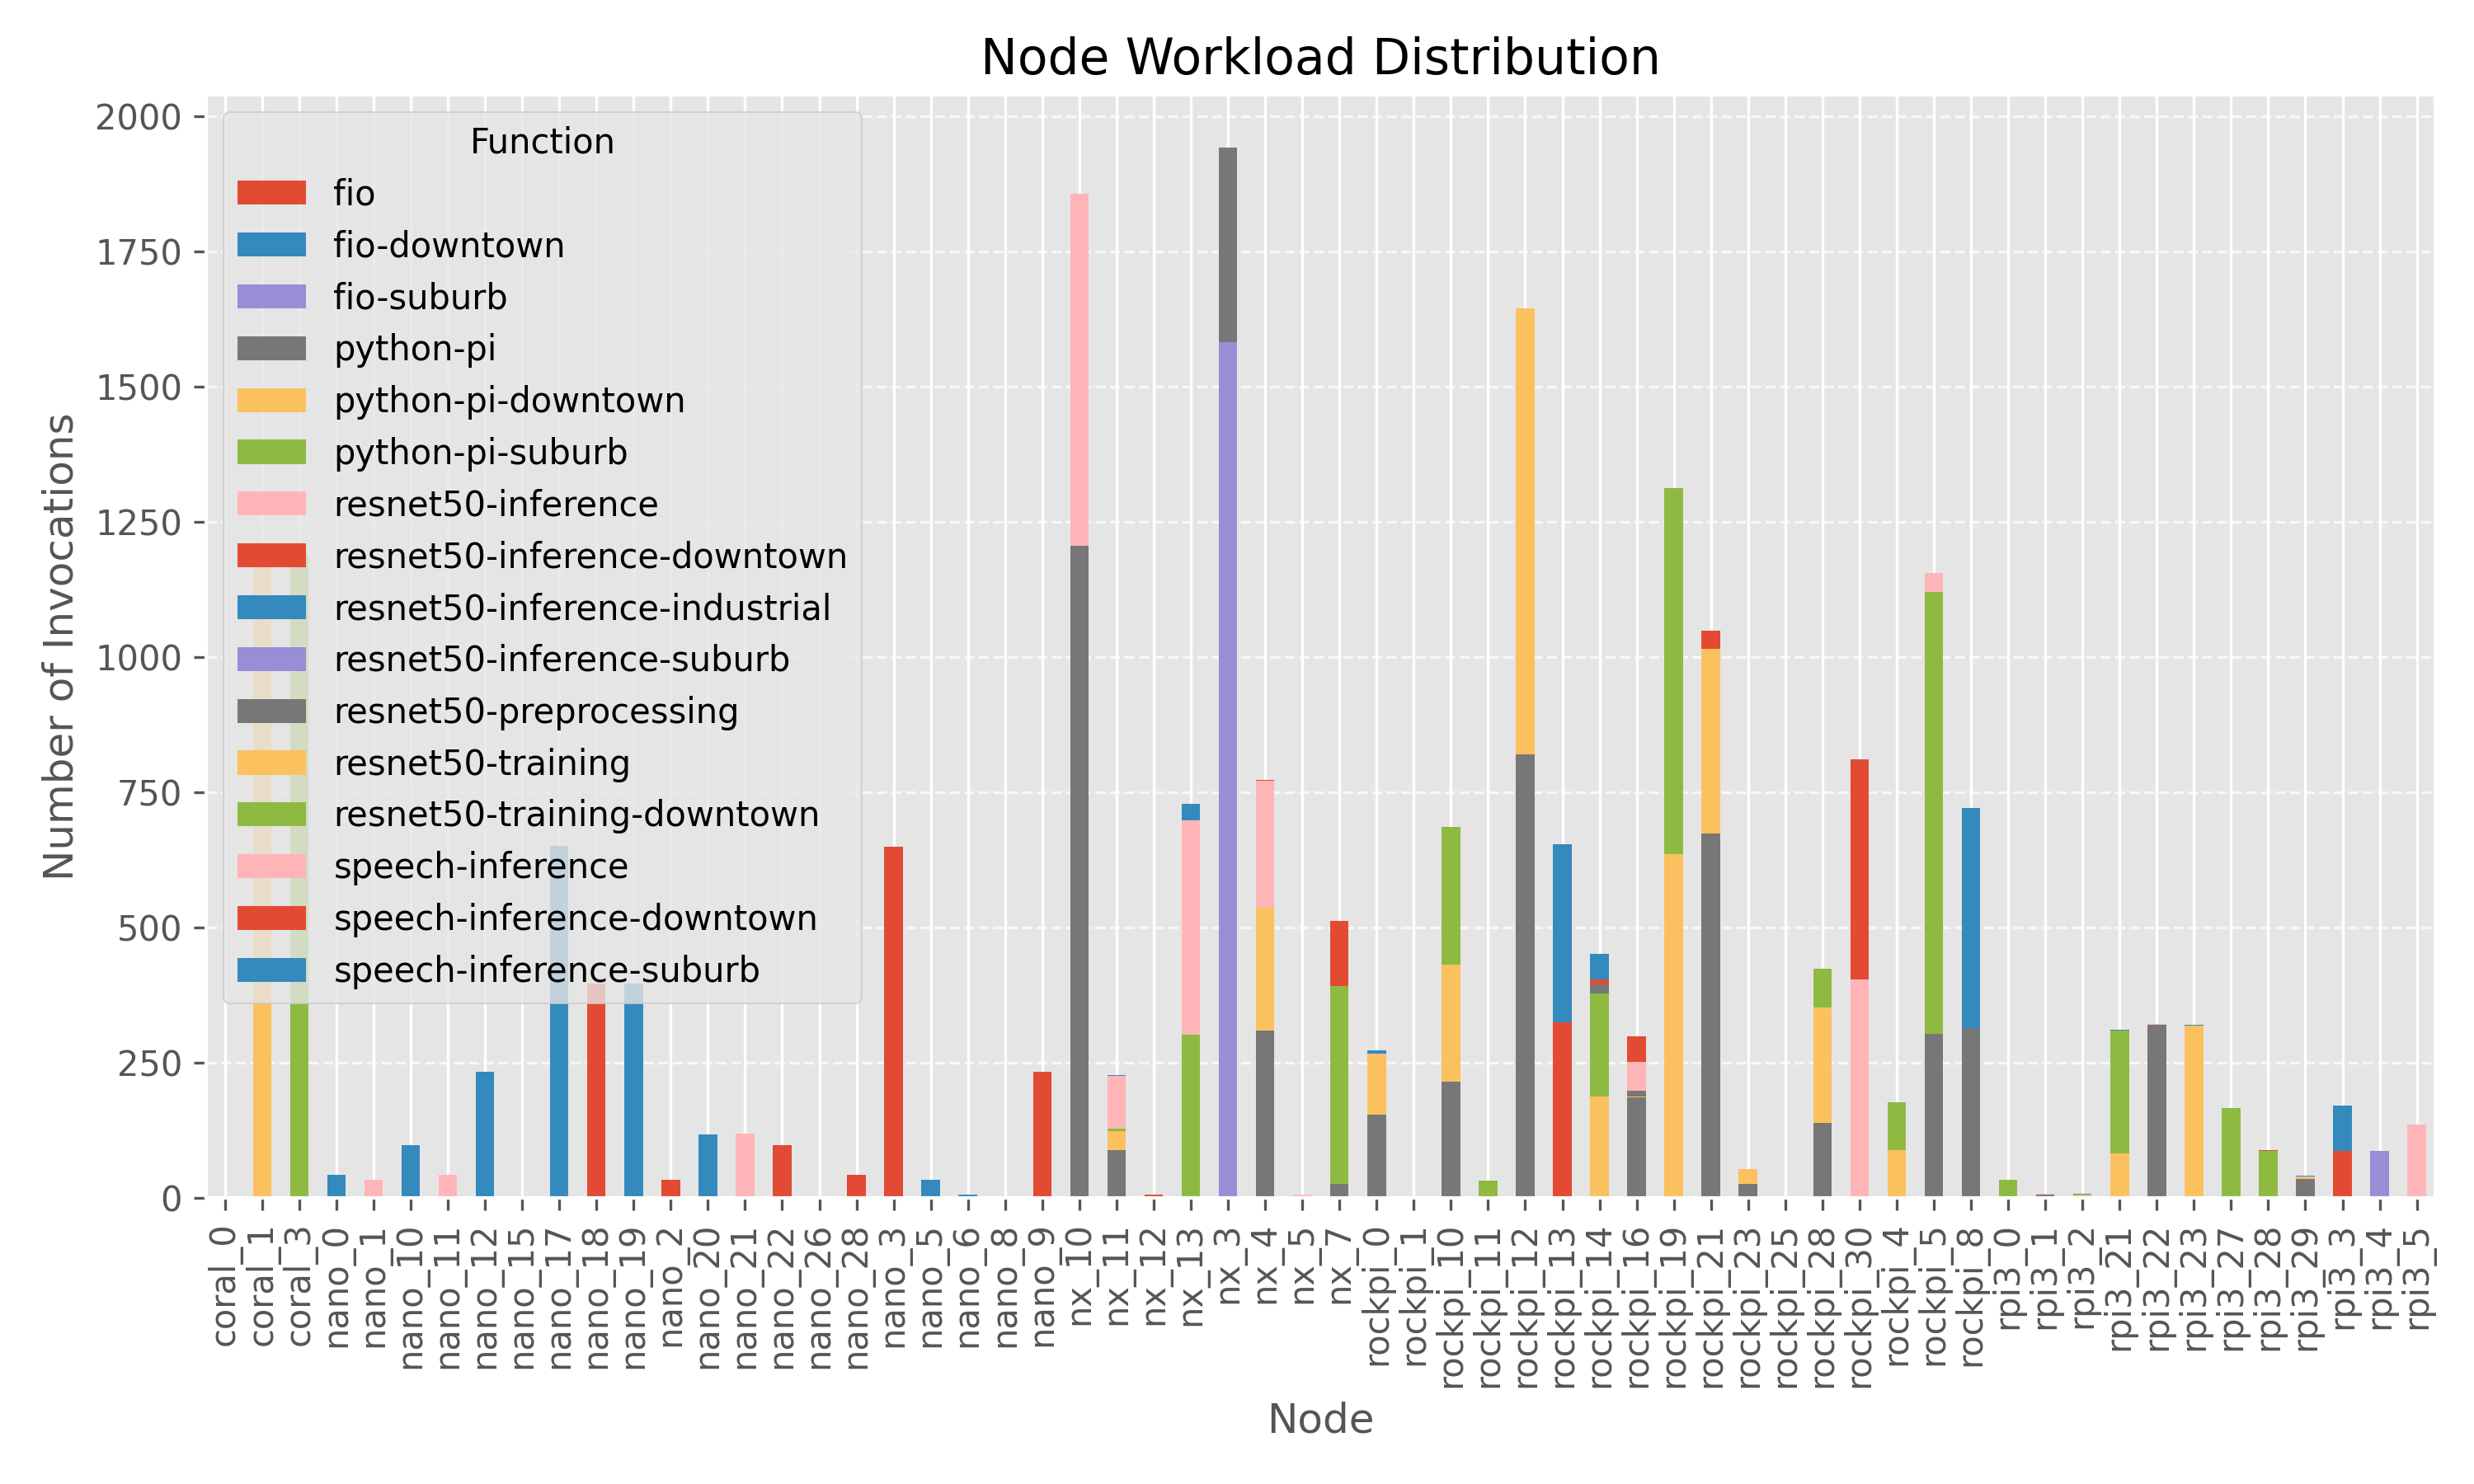 Node Workload Distribution
Number of Invocations
2000
1750
1500
1250
1000
750
500
250
0
Function
fio
fio-downtown
fio-suburb
python-pi
python-pi-downtown
python-pi-suburb
resnet50-inference
resnet50-inference-downtown
resnet50-inference-industrial
resnet50-inference-suburb
resnet50-preprocessing
resnet50-training
resnet50-training-downtown
speech-inference
speech-inference-downtown
speech-inference-suburb
coral_0
coral_1
coral_3
nano_0
nano_1
nano_10
nano_11
nano_12
nano_15
nano_17
nano_18
nano_19
nano_2
nano_20
nano_21
nano_22
nano_26
nano_28
nano_3
nano_5
nano_6
nano_8
nano_9
nx_10
nx_11
nx_12
nx_13
nx_3
nx_4
nx_5
nx_7
rockpi_0
rockpi_1
rockpi_10
rockpi_11
rockpi_12
rockpi_13
rockpi_14
rockpi_16
rockpi_19
rockpi_21
rockpi_23
rockpi_25
rockpi_28
rockpi_30
rockpi_4
rockpi_5
rockpi_8
rpi3_0
rpi3_1
rpi3_2
rpi3_21
rpi3_22
rpi3_23
rpi3_27
rpi3_28
rpi3_29
rpi3_3
rpi3_4
rpi3_5
Node